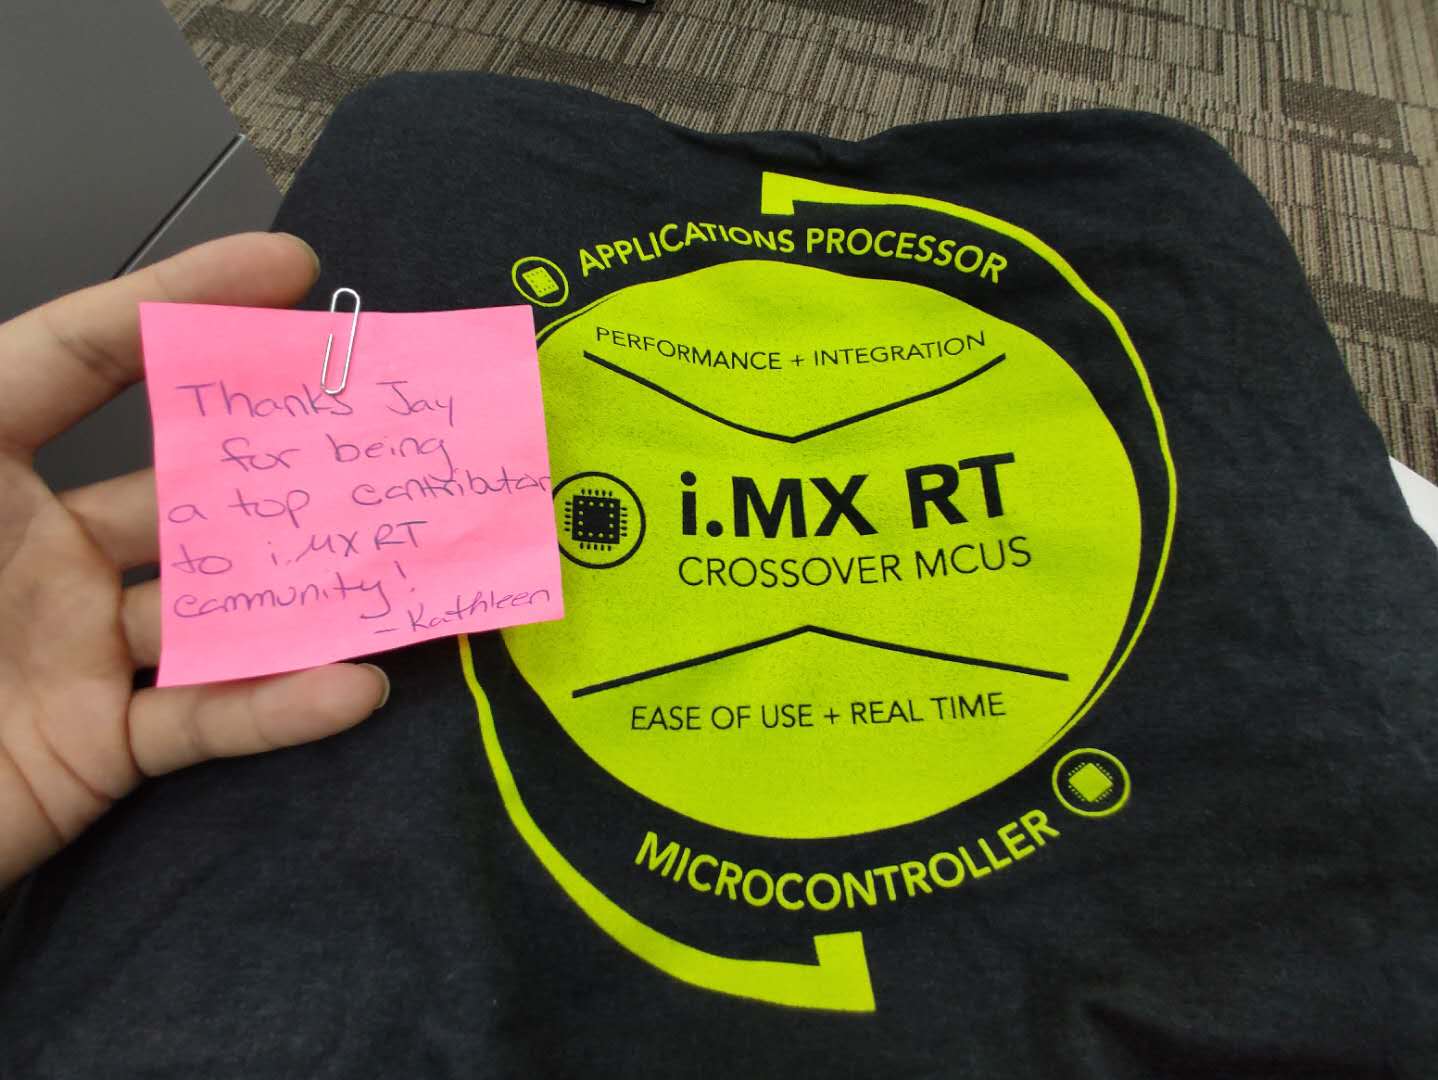 Thanks Jay
for being
a top contributor
to i.MX RT
community!
- Kathleen
APPLICATIONS PROCESSOR
PERFORMANCE + INTEGRATION
i.MX RT
CROSSOVER MCUS
EASE OF USE + REAL TIME
MICROCONTROLLER